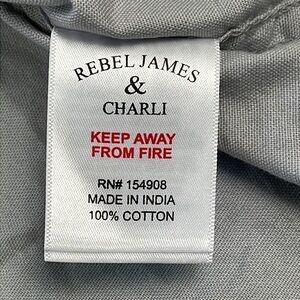 REBEL JAMES
&
CHARLI
KEEP AWAY
FROM FIRE
RN# 154908
MADE IN INDIA
100% COTTON